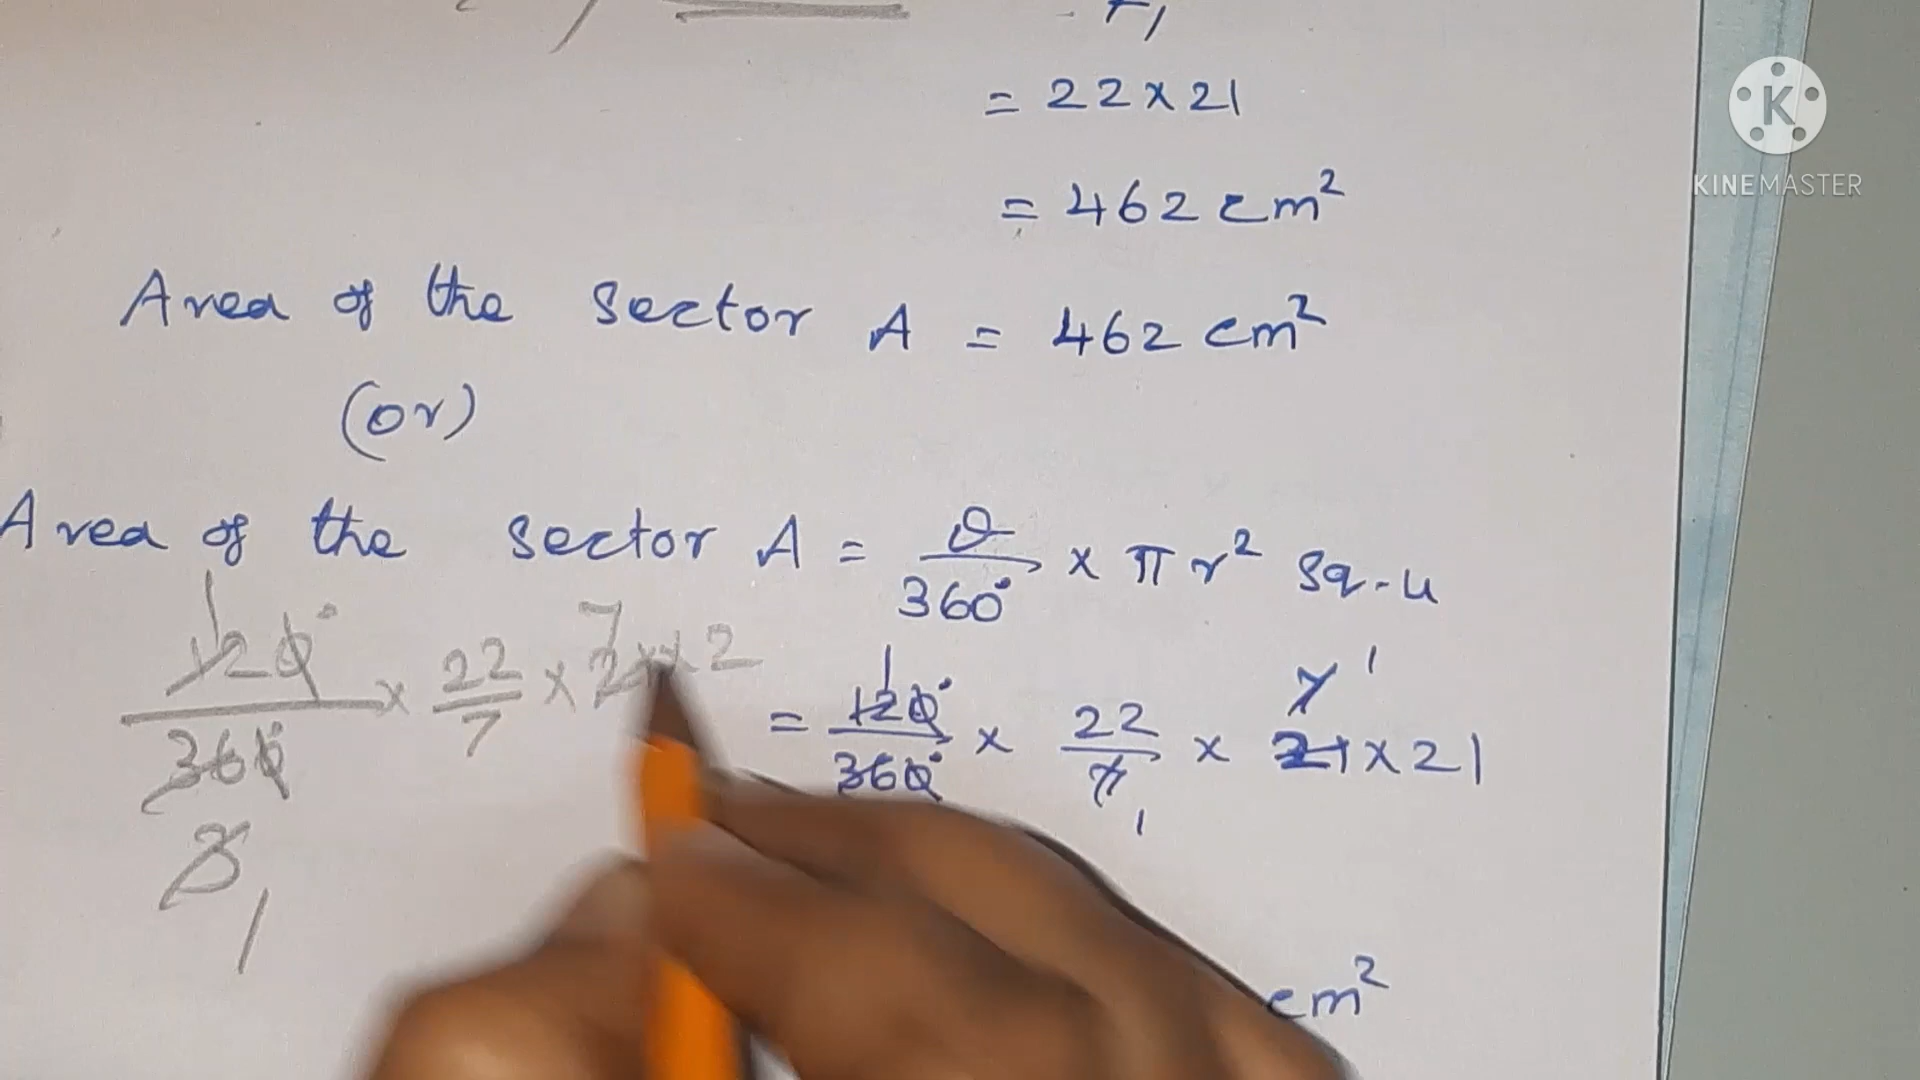 = 22 x 21
KINEMASTER
= 462 cm²
Area of the sector A = 462 cm²
(or)
Area of the sector A = θ/360° x πr² sq.u
120°/360° x 22/7 x 21 x 2
= 120°/360° x 22/7 x 21 x 21
cm²